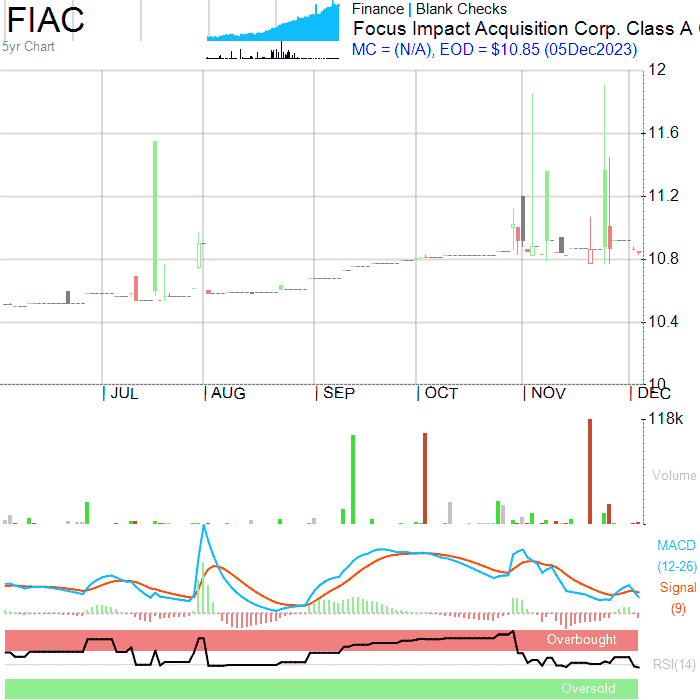 FIAC
5yr Chart
Finance | Blank Checks
Focus Impact Acquisition Corp. Class A
MC = (N/A), EOD = $10.85 (05Dec2023)
12
11.6
11.2
10.8
10.4
10
JUL
AUG
SEP
OCT
NOV
DEC
118k
Volume
MACD
(12-26)
Signal
(9)
Overbought
RSI(14)
Oversold